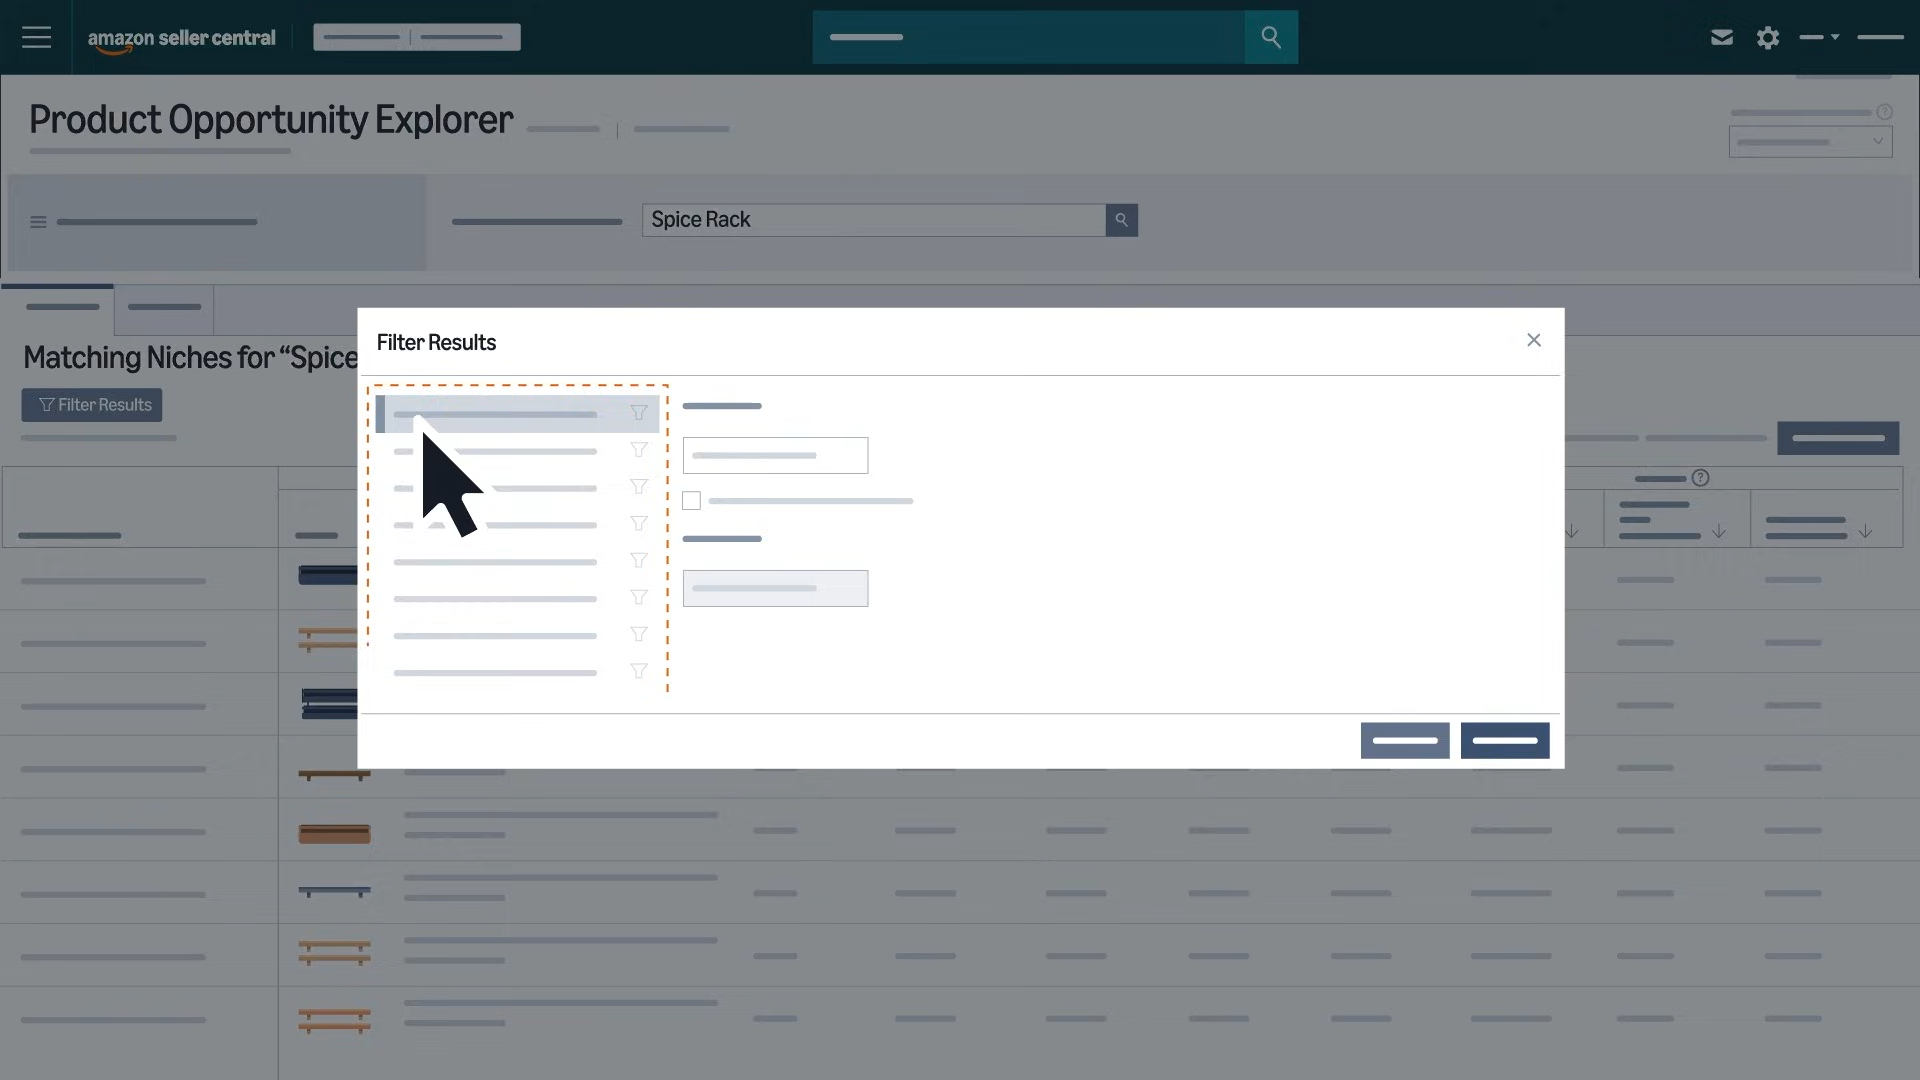 amazon seller central
Product Opportunity Explorer
Spice Rack
Filter Results
Matching Niches for “Spice
Filter Results